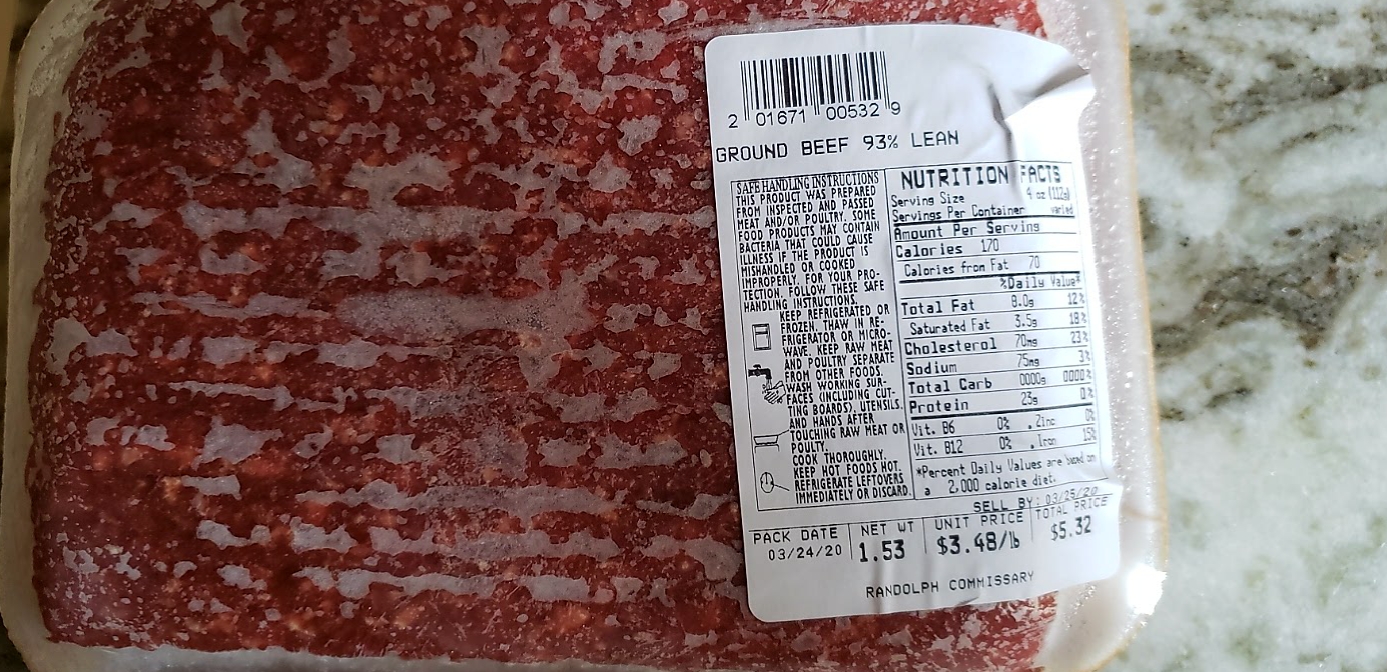 2 01671 00532 9
GROUND BEEF 93% LEAN
SAFE HANDLING INSTRUCTIONS
THIS PRODUCT WAS PREPARED
FROM INSPECTED AND PASSED
MEAT AND/OR POULTRY. SOME
FOOD PRODUCTS MAY CONTAIN
BACTERIA THAT COULD CAUSE
ILLNESS IF THE PRODUCT IS
MISHANDLED OR COOKED
IMPROPERLY. FOR YOUR PRO-
TECTION, FOLLOW THESE SAFE
HANDLING INSTRUCTIONS.
KEEP REFRIGERATED OR
FROZEN. THAW IN RE-
FRIGERATOR OR MICRO-
WAVE. KEEP RAW MEAT
AND POULTRY SEPARATE
FROM OTHER FOODS.
WASH WORKING SUR-
FACES (INCLUDING CUT-
TING BOARDS), UTENSILS,
AND HANDS AFTER
TOUCHING RAW MEAT OR
POULTY.
COOK THOROUGHLY.
KEEP HOT FOODS HOT.
REFRIGERATE LEFTOVERS
IMMEDIATELY OR DISCARD.
NUTRITION FACTS
Serving Size 4 oz (112g)
Servings Per Container varied
Amount Per Serving
Calories 170
Calories from Fat 70
%Daily Value*
Total Fat 8.0g 12%
Saturated Fat 3.5g 18%
Cholesterol 70mg 23%
Sodium 75mg 3%
Total Carb 0000g 0000%
Protein 23g 0%
Vit. B6 0% . Zinc 0%
Vit. B12 0% . Iron 15%
*Percent Daily Values are based on
a 2,000 calorie diet.
SELL BY: 03/25/20
PACK DATE NET WT UNIT PRICE TOTAL PRICE
03/24/20 1.53 $3.48/lb $5.32
RANDOLPH COMMISSARY